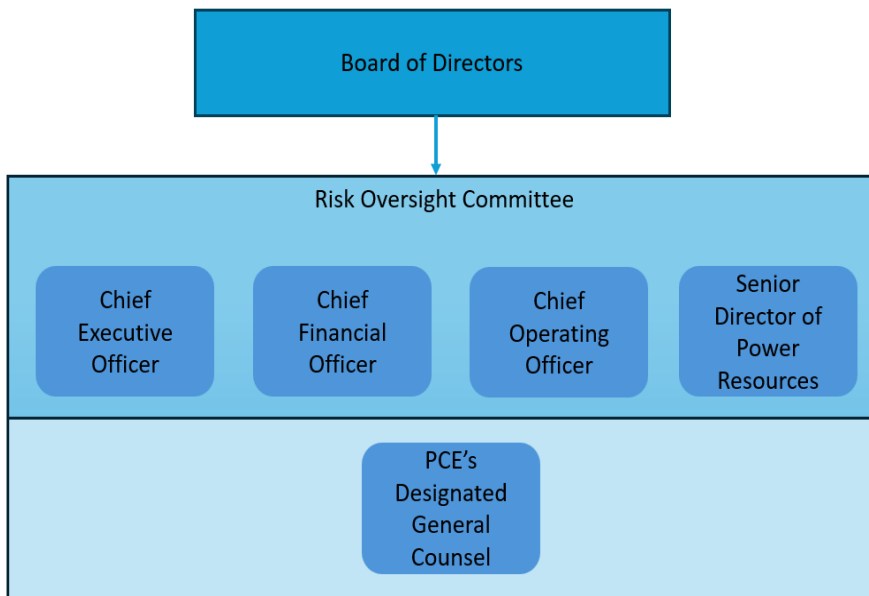 Board of Directors
Risk Oversight Committee
Chief
Executive
Officer
Chief
Financial
Officer
Chief
Operating
Officer
Senior
Director of
Power
Resources
PCE’s
Designated
General
Counsel